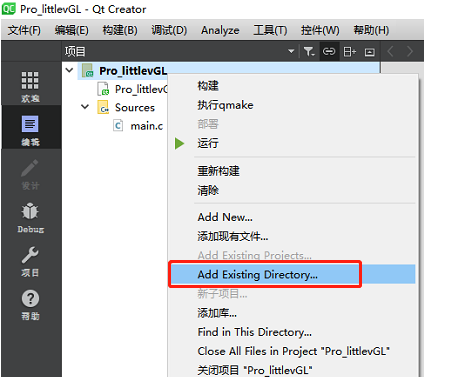 Pro_littlevGL - Qt Creator
文件(F) 编辑(E) 构建(B) 调试(D) Analyze 工具(T) 控件(W) 帮助(H)
项目
Pro_littlevGL
Pro_littlevG
Sources
main.c
欢迎
编辑
设计
Debug
项目
帮助
构建
执行qmake
部署
运行
重新构建
清除
Add New...
添加现有文件...
Add Existing Projects...
Add Existing Directory...
新子项目...
添加库...
Find in This Directory...
Close All Files in Project "Pro_littlevGL"
关闭项目 "Pro_littlevGL"